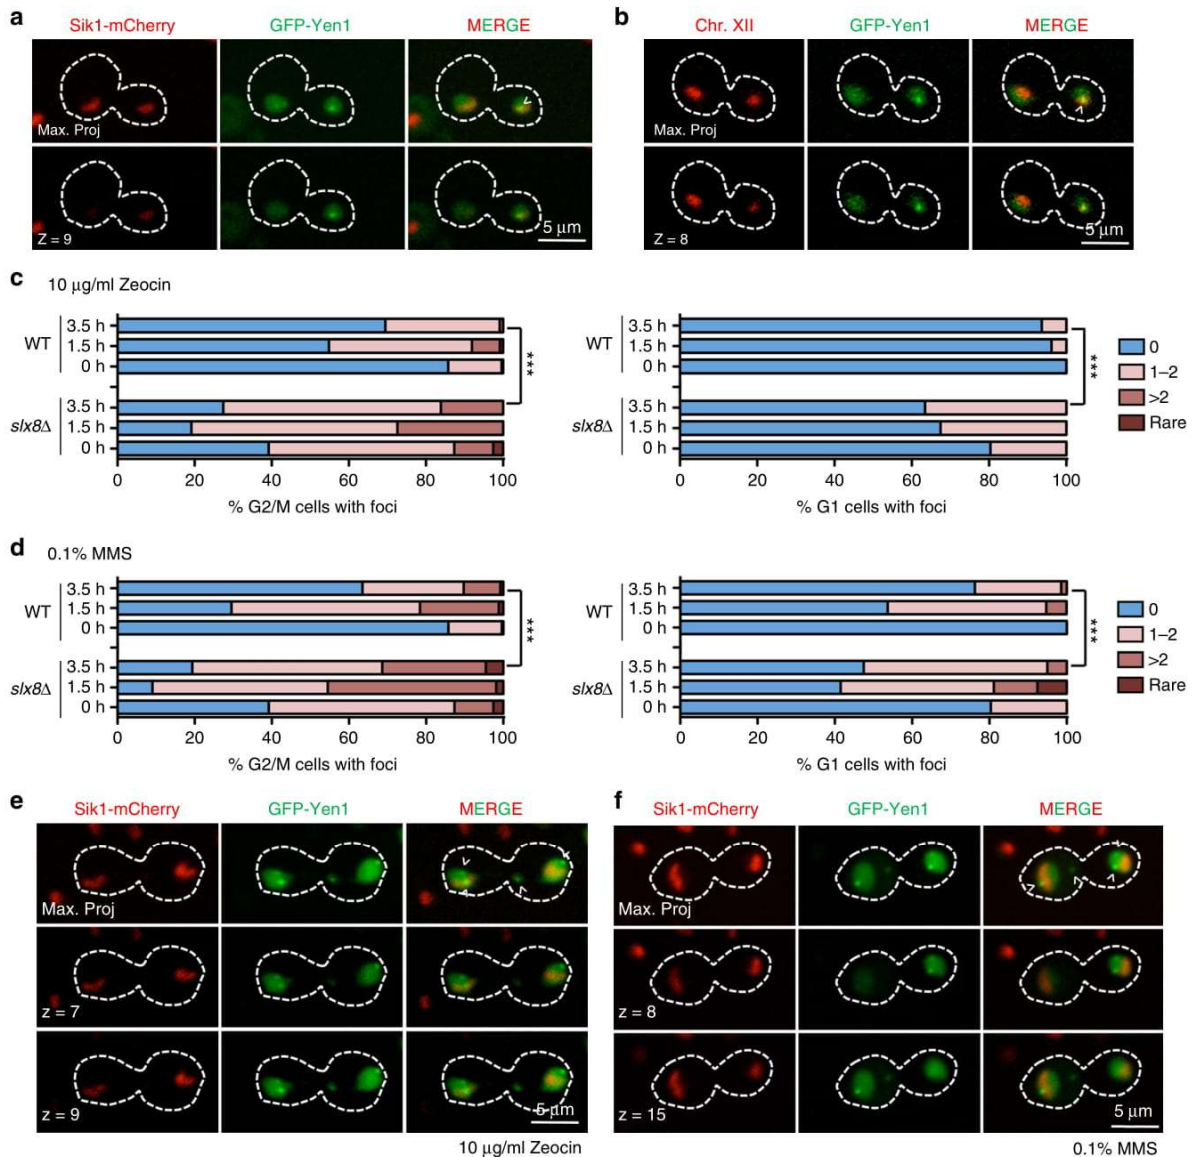 a
Sik1-mCherry GFP-Yen1 MERGE
Max. Proj
Z = 9
5 µm
b
Chr. XII GFP-Yen1 MERGE
Max. Proj
Z = 8
5 µm
c
10 µg/ml Zeocin
WT
3.5 h
1.5 h
0 h
slx8Δ
3.5 h
1.5 h
0 h
***
0 20 40 60 80 100
% G2/M cells with foci
***
0 20 40 60 80 100
% G1 cells with foci
WT
slx8Δ
3.5 h
1.5 h
0 h
3.5 h
1.5 h
0 h
0
1–2
>2
Rare
d
0.1% MMS
WT
3.5 h
1.5 h
0 h
slx8Δ
3.5 h
1.5 h
0 h
***
0 20 40 60 80 100
% G2/M cells with foci
WT
3.5 h
1.5 h
0 h
slx8Δ
3.5 h
1.5 h
0 h
***
0 20 40 60 80 100
% G1 cells with foci
0
1–2
>2
Rare
e
Sik1-mCherry GFP-Yen1 MERGE
Max. Proj
z = 7
z = 9
5 µm
10 µg/ml Zeocin
f
Sik1-mCherry GFP-Yen1 MERGE
Max. Proj
z = 8
z = 15
5 µm
0.1% MMS